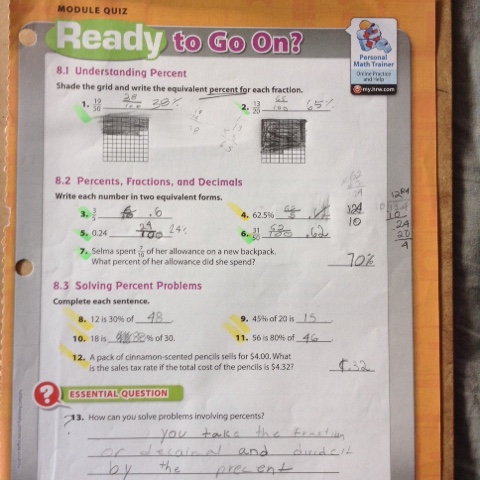 MODULE QUIZ
Ready to Go On?
Personal
Math Trainer
Online Practice
and Help
my.hrw.com
8.1 Understanding Percent
Shade the grid and write the equivalent percent for each fraction.
1. 19/50 38/100 38%
2. 13/20 65/100 65%
8.2 Percents, Fractions, and Decimals
Write each number in two equivalent forms.
3. 3/5 .6
4. 62.5%
5. 0.24 24/100 24%
6. 31/50 62/100 .62
124
10
1204
10
24
20
4
7. Selma spent 7/10 of her allowance on a new backpack.
What percent of her allowance did she spend? 70%
8.3 Solving Percent Problems
Complete each sentence.
8. 12 is 30% of 48
9. 45% of 20 is 15
10. 18 is % of 30.
11. 56 is 80% of 46
12. A pack of cinnamon-scented pencils sells for $4.00. What
is the sales tax rate if the total cost of the pencils is $4.32? .32
? ESSENTIAL QUESTION
13. How can you solve problems involving percents?
you take the fraction
or decaimal and divide it
by the precent